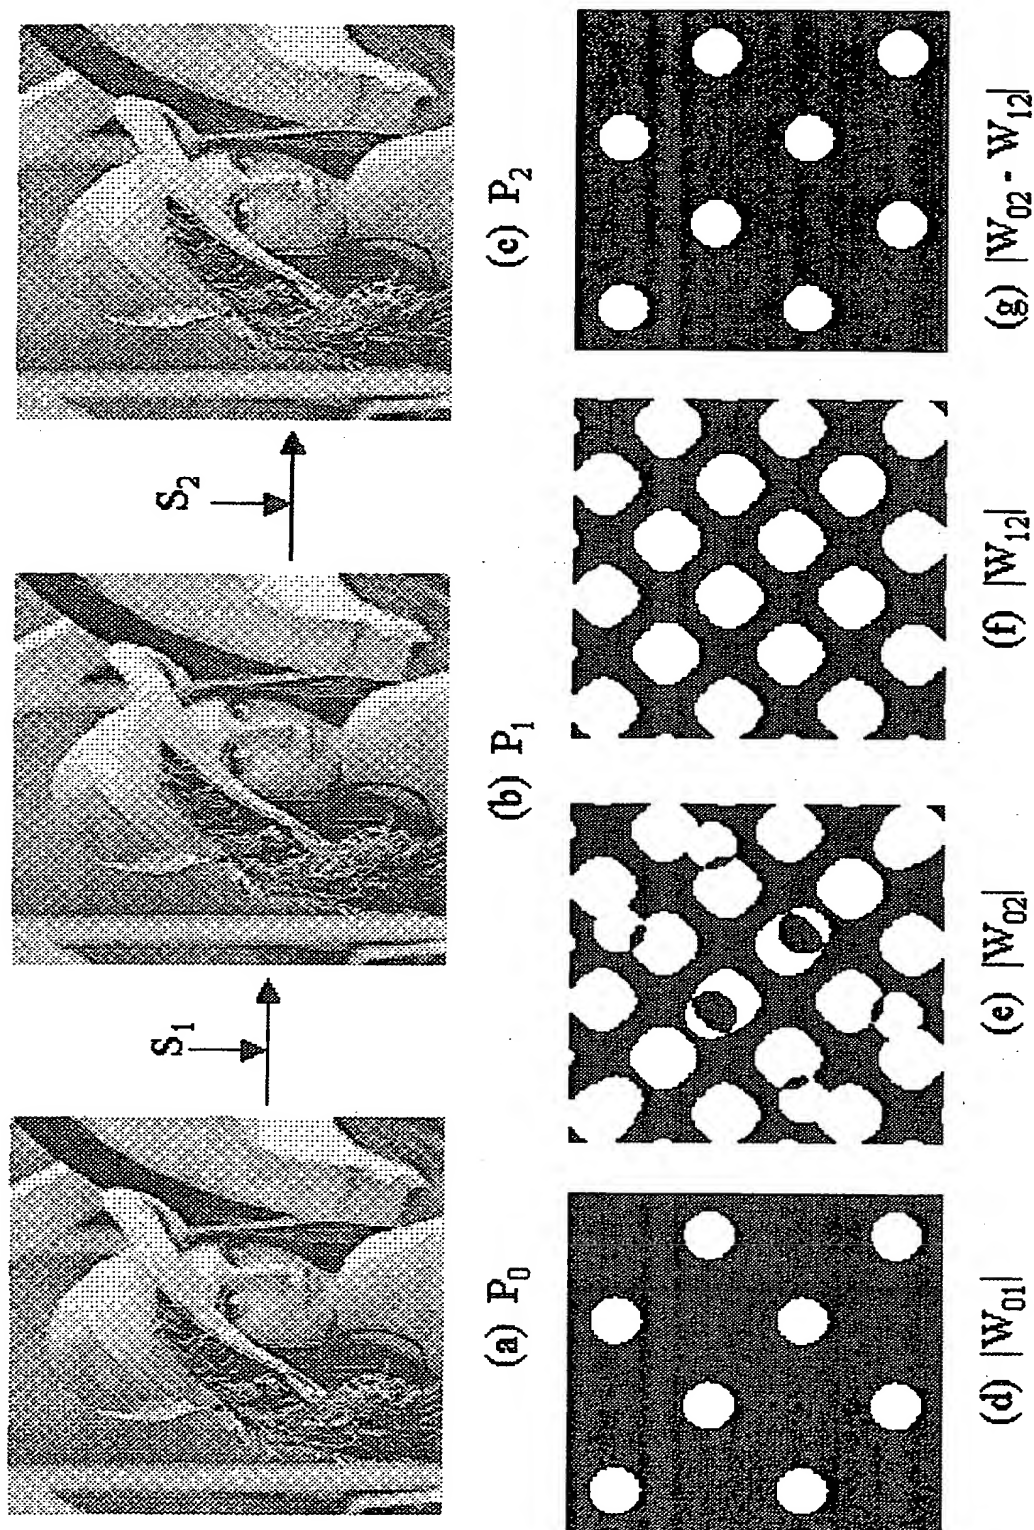 S₁
S₂
(a) P₀
(b) P₁
(c) P₂
(d) |W₀₁|
(e) |W₀₂|
(f) |W₁₂|
(g) |W₀₂ - W₁₂|